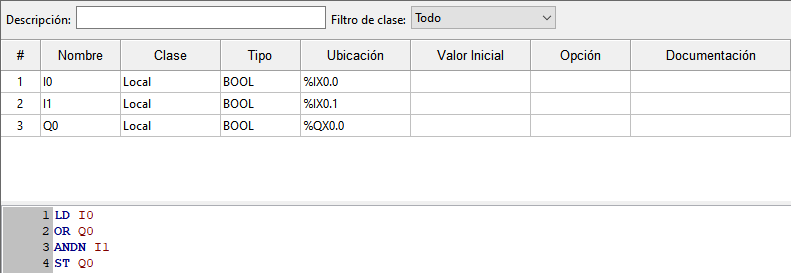 Descripción: Filtro de clase: Todo
# Nombre Clase Tipo Ubicación Valor Inicial Opción Documentación
1 I0 Local BOOL %IX0.0
2 I1 Local BOOL %IX0.1
3 Q0 Local BOOL %QX0.0
1 LD I0
2 OR Q0
3 ANDN I1
4 ST Q0